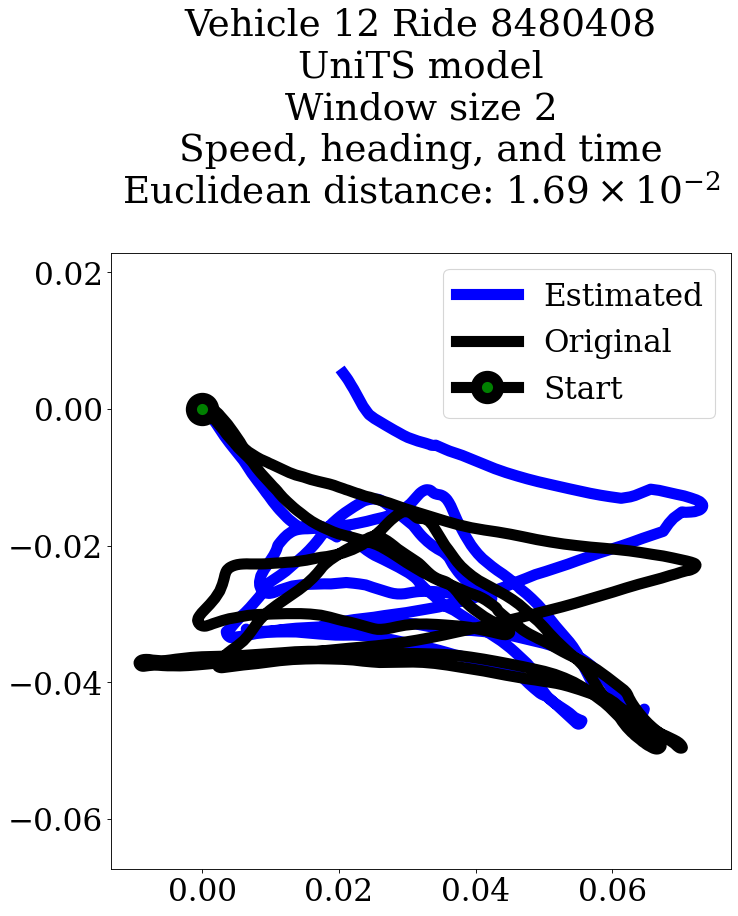 Vehicle 12 Ride 8480408
UniTS model
Window size 2
Speed, heading, and time
Euclidean distance: 1.69 × 10⁻²
0.02
0.00
−0.02
−0.04
−0.06
Estimated
Original
Start
0.00 0.02 0.04 0.06